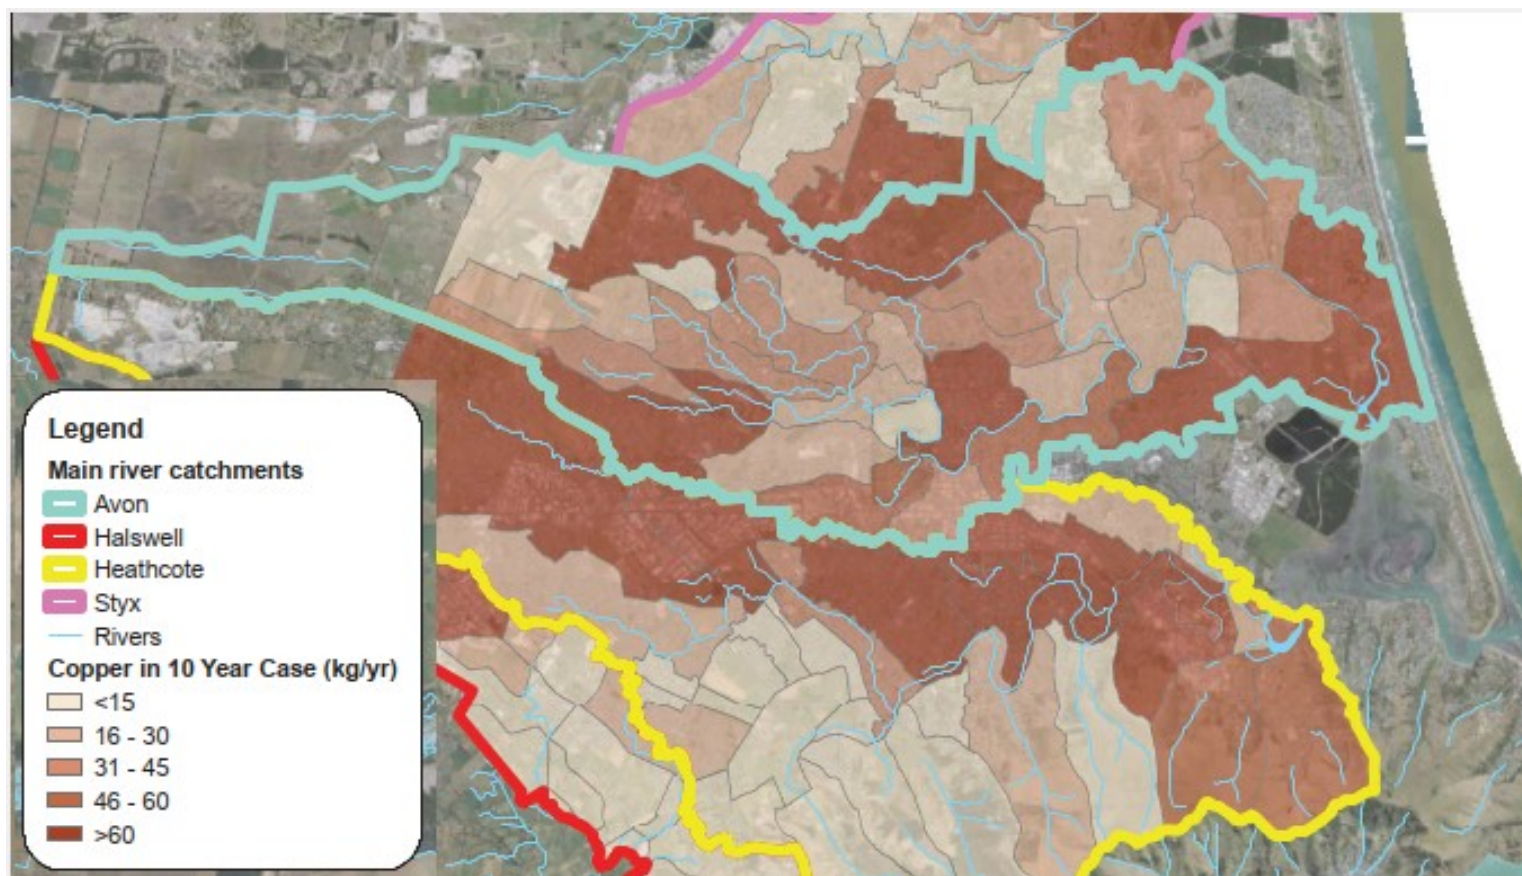 Legend
Main river catchments
Avon
Halswell
Heathcote
Styx
Rivers
Copper in 10 Year Case (kg/yr)
<15
16 - 30
31 - 45
46 - 60
>60